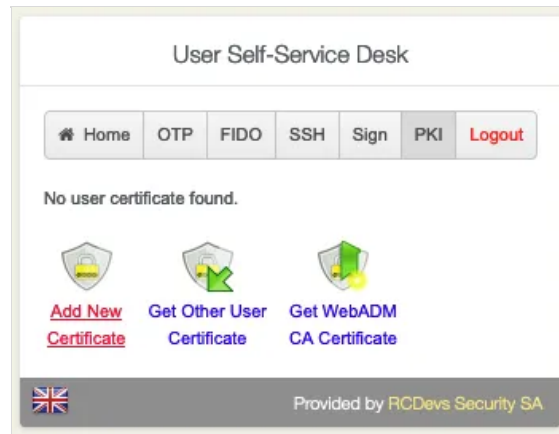 User Self-Service Desk
Home OTP FIDO SSH Sign PKI Logout
No user certificate found.
Add New Certificate
Get Other User Certificate
Get WebADM CA Certificate
Provided by RCDevs Security SA